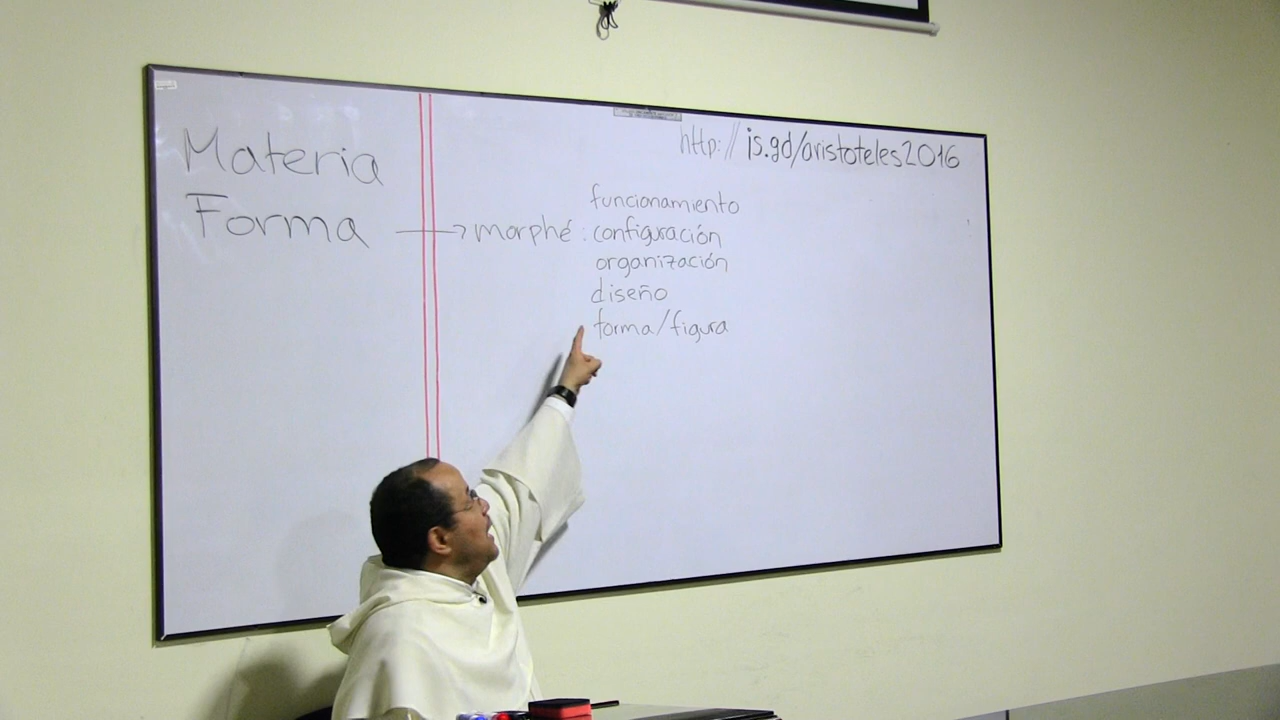 http://is.gd/aristoteles2016
Materia
Forma → morphé : configuración
funcionamiento
organización
diseño
forma/figura